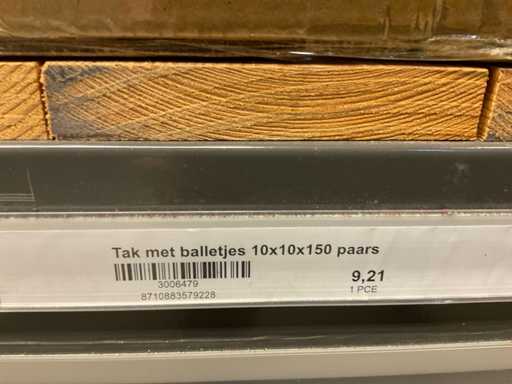 Tak met balletjes 10x10x150 paars
3006479
8710883579228
9,21
1 PCE